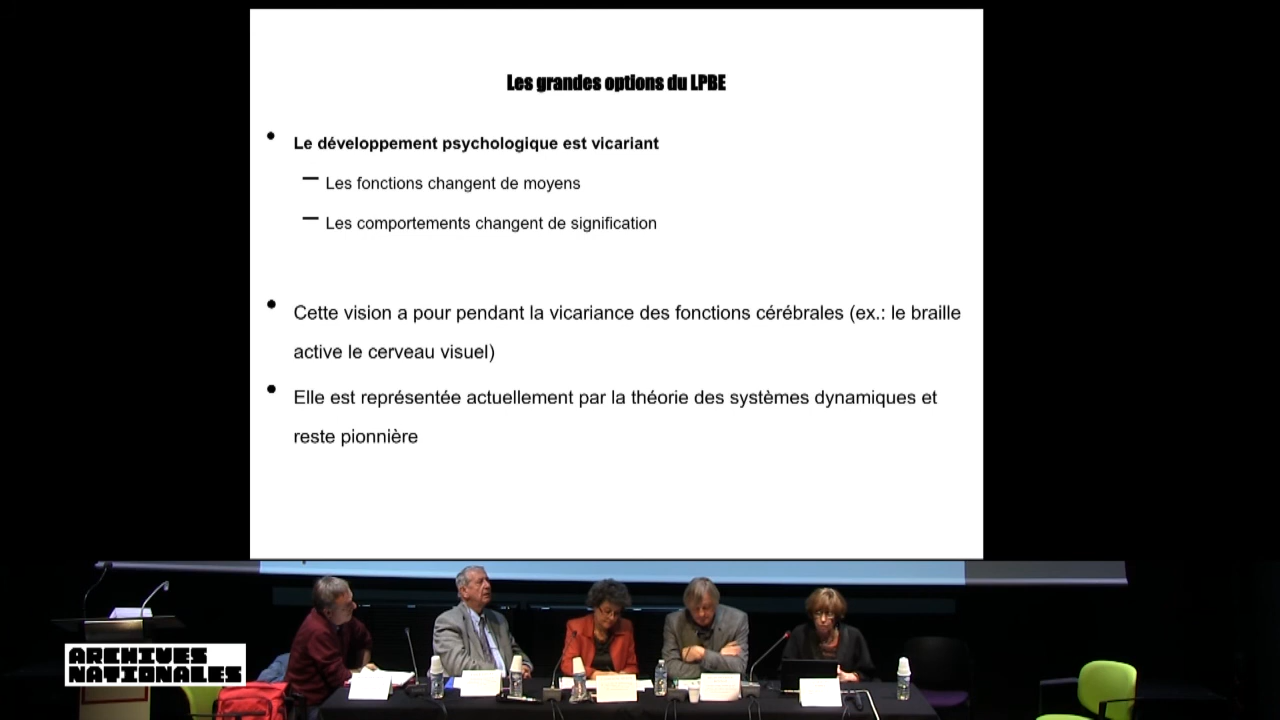 Les grandes options du LPBE
• Le développement psychologique est vicariant
– Les fonctions changent de moyens
– Les comportements changent de signification
• Cette vision a pour pendant la vicariance des fonctions cérébrales (ex.: le braille
active le cerveau visuel)
• Elle est représentée actuellement par la théorie des systèmes dynamiques et
reste pionnière
ARCHIVES
NATIONALES